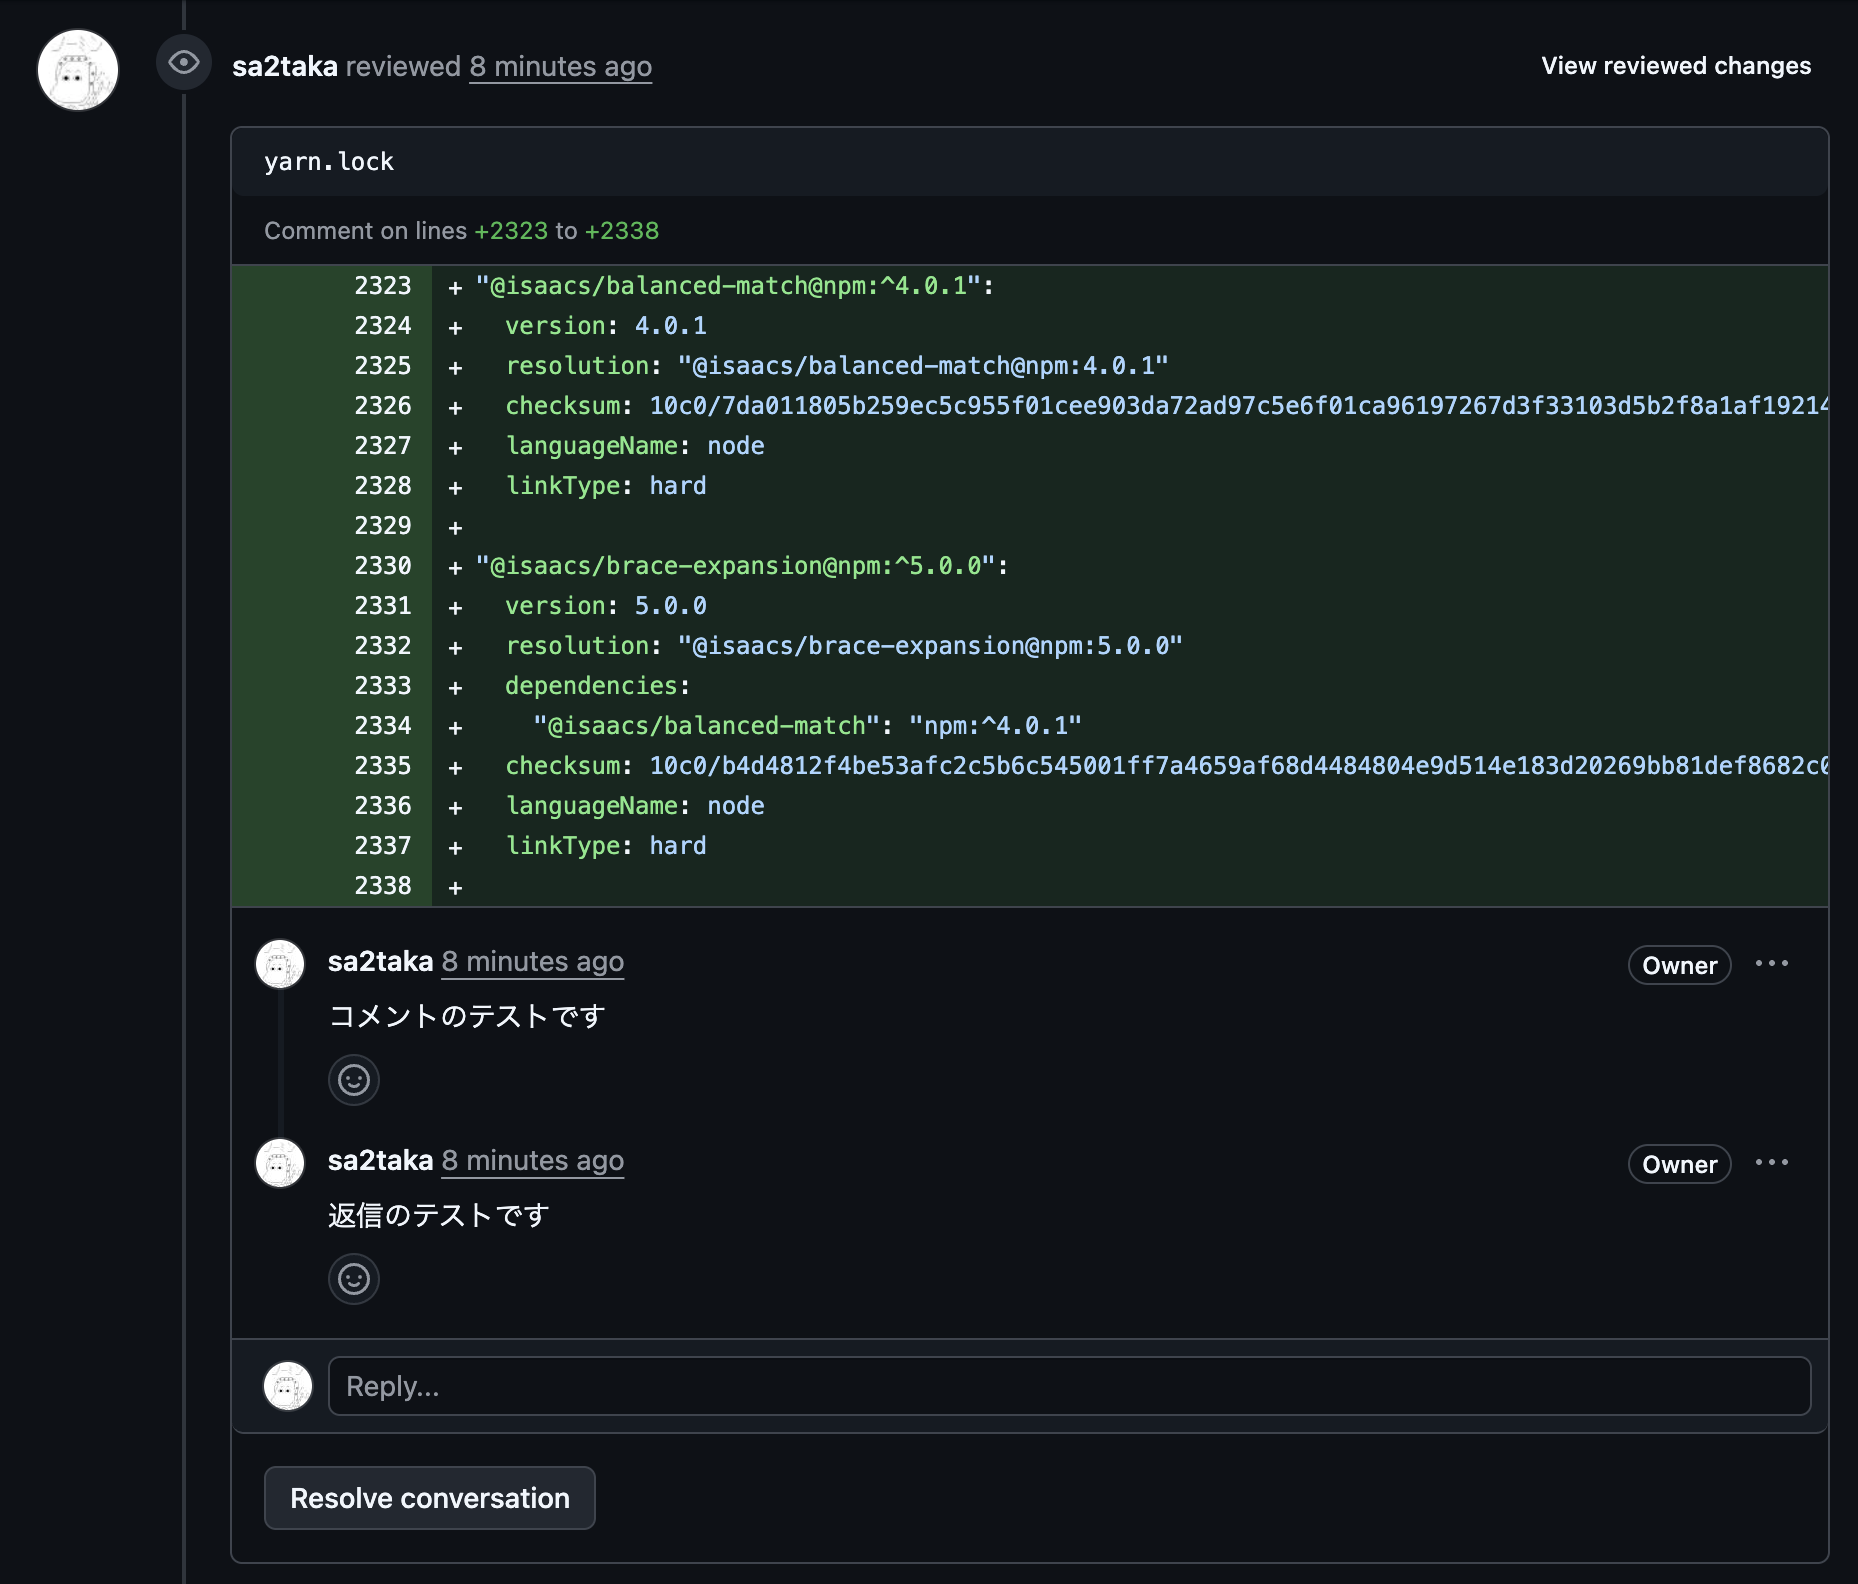 sa2taka reviewed 8 minutes ago
View reviewed changes
yarn.lock
Comment on lines +2323 to +2338
2323 + "@isaacs/balanced-match@npm:^4.0.1":
2324 +   version: 4.0.1
2325 +   resolution: "@isaacs/balanced-match@npm:4.0.1"
2326 +   checksum: 10c0/7da011805b259ec5c955f01cee903da72ad97c5e6f01ca96197267d3f33103d5b2f8a1af19214
2327 +   languageName: node
2328 +   linkType: hard
2329 +
2330 + "@isaacs/brace-expansion@npm:^5.0.0":
2331 +   version: 5.0.0
2332 +   resolution: "@isaacs/brace-expansion@npm:5.0.0"
2333 +   dependencies:
2334 +     "@isaacs/balanced-match": "npm:^4.0.1"
2335 +   checksum: 10c0/b4d4812f4be53afc2c5b6c545001ff7a4659af68d4484804e9d514e183d20269bb81def8682c0
2336 +   languageName: node
2337 +   linkType: hard
2338 +
sa2taka 8 minutes ago
Owner
コメントのテストです
sa2taka 8 minutes ago
Owner
返信のテストです
Reply...
Resolve conversation